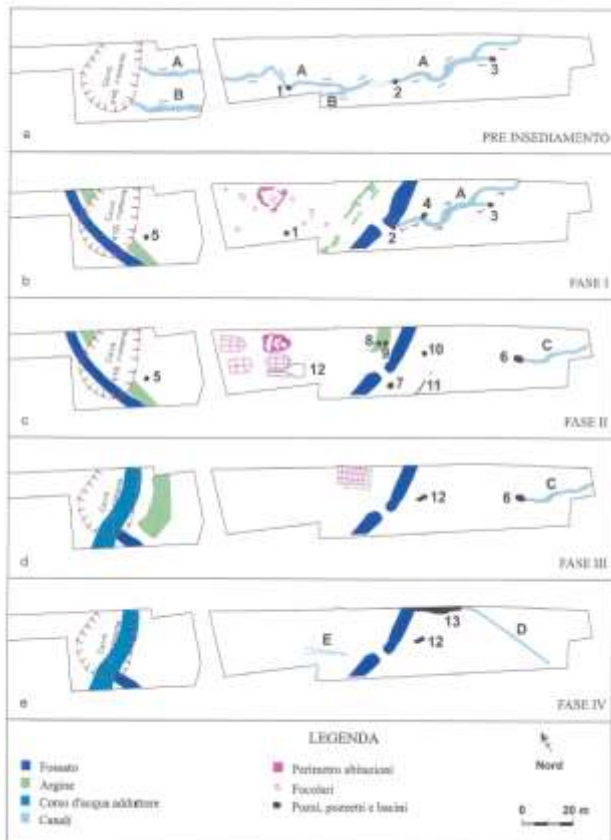 A
B
A
B
A
1
2
3
a
PRE INSEDIAMENTO
5
1
2
4
A
3
b
FASE I
5
12
8
9
7
10
11
6
C
c
FASE II
12
6
C
d
FASE III
E
12
13
D
e
FASE IV
LEGENDA
Fossato
Argine
Corso d'acqua adduttore
Canali
Perimetro abitazioni
Focolari
Pozzi, pozzetti e bacini
Nord
0 20 m